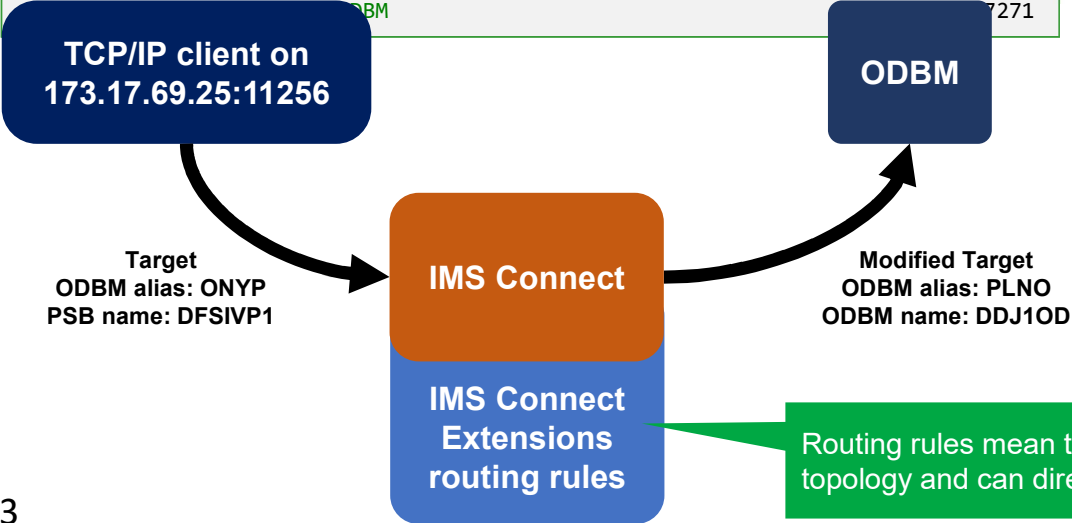 DBM 7271
TCP/IP client on
173.17.69.25:11256
ODBM
Target
ODBM alias: ONYP
PSB name: DFSIVP1
IMS Connect
Modified Target
ODBM alias: PLNO
ODBM name: DDJ1OD
IMS Connect
Extensions
routing rules
Routing rules mean t
topology and can dire
3